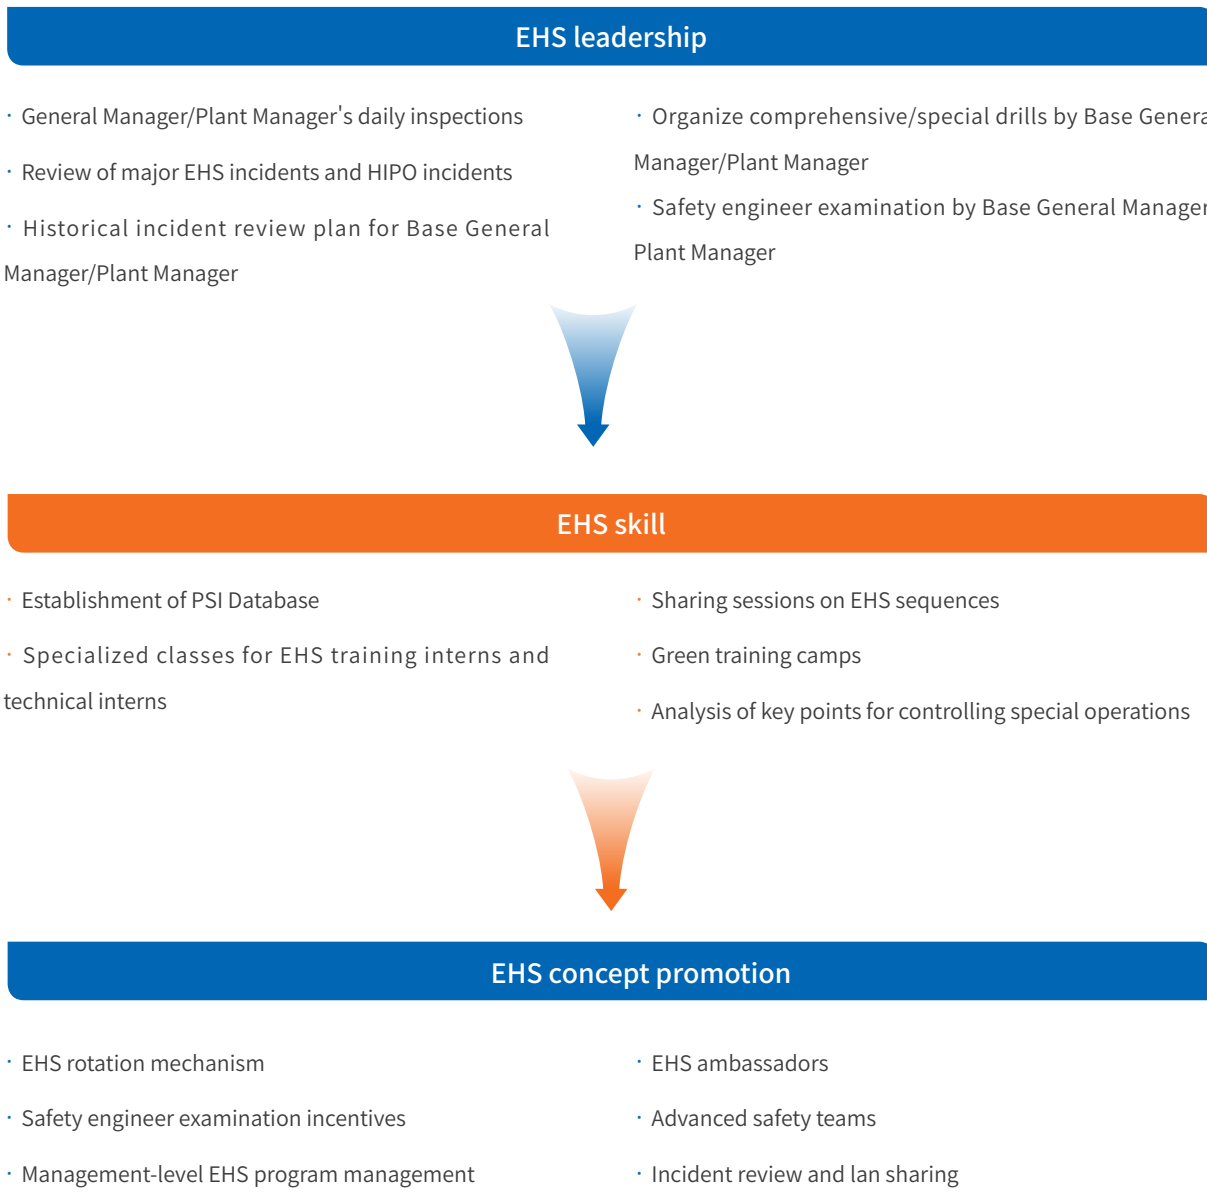 EHS leadership
· General Manager/Plant Manager's daily inspections
· Review of major EHS incidents and HIPO incidents
· Historical incident review plan for Base General
Manager/Plant Manager
· Organize comprehensive/special drills by Base Genera
Manager/Plant Manager
· Safety engineer examination by Base General Manager
Plant Manager
EHS skill
· Establishment of PSI Database
· Specialized classes for EHS training interns and
technical interns
· Sharing sessions on EHS sequences
· Green training camps
· Analysis of key points for controlling special operations
EHS concept promotion
· EHS rotation mechanism
· Safety engineer examination incentives
· Management-level EHS program management
· EHS ambassadors
· Advanced safety teams
· Incident review and lan sharing